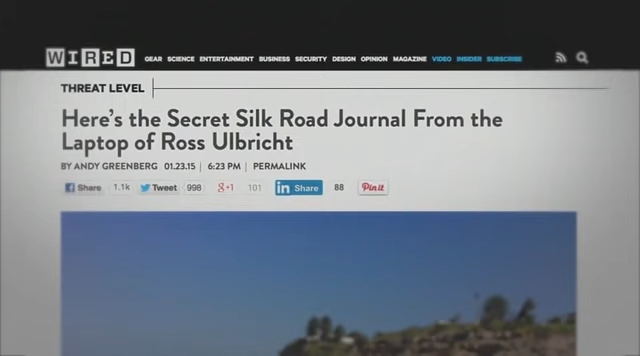 WIRED GEAR SCIENCE ENTERTAINMENT BUSINESS SECURITY DESIGN OPINION MAGAZINE VIDEO INSIDER SUBSCRIBE
THREAT LEVEL
Here's the Secret Silk Road Journal From the
Laptop of Ross Ulbricht
BY ANDY GREENBERG 01.23.15 | 6:23 PM | PERMALINK
f Share 1.1k Tweet 998 g+1 101 in Share 88 Pin it